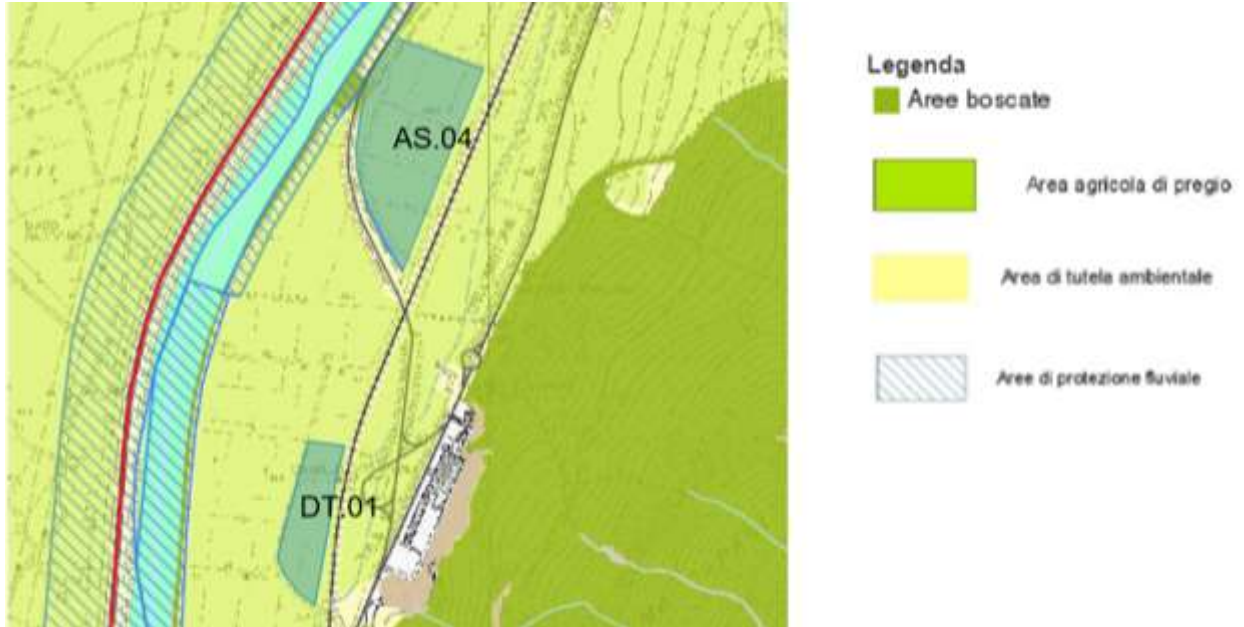 AS.04
DT.01
Legenda
Aree boscate
Area agricola di pregio
Area di tutela ambientale
Aree di protezione fluviale